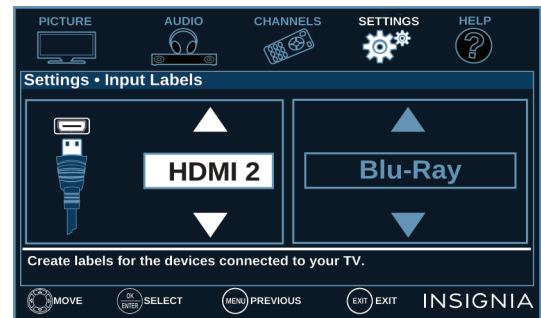 PICTURE AUDIO CHANNELS SETTINGS HELP
Settings • Input Labels
HDMI 2 Blu-Ray
Create labels for the devices connected to your TV.
MOVE OK ENTER SELECT MENU PREVIOUS EXIT EXIT INSIGNIA